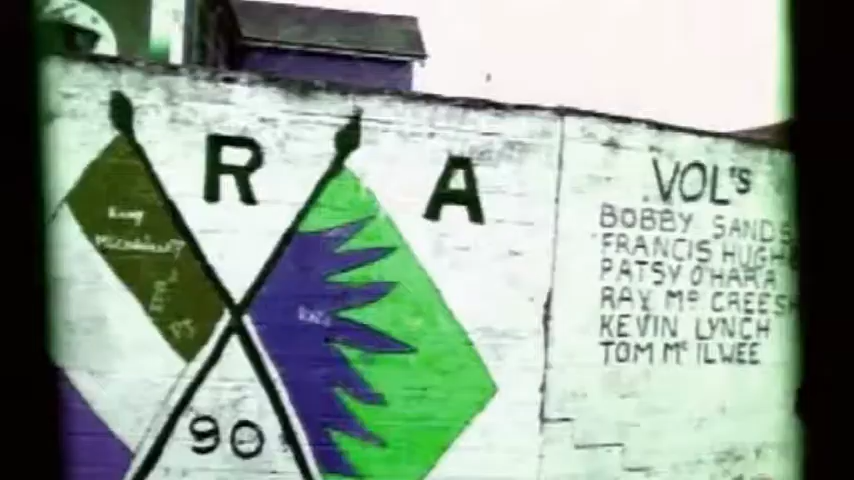 R A
90
VOL'S
BOBBY SANDS
FRANCIS HUGH
PATSY O'HARA
RAY Mc CREESH
KEVIN LYNCH
TOM Mc ILWEE